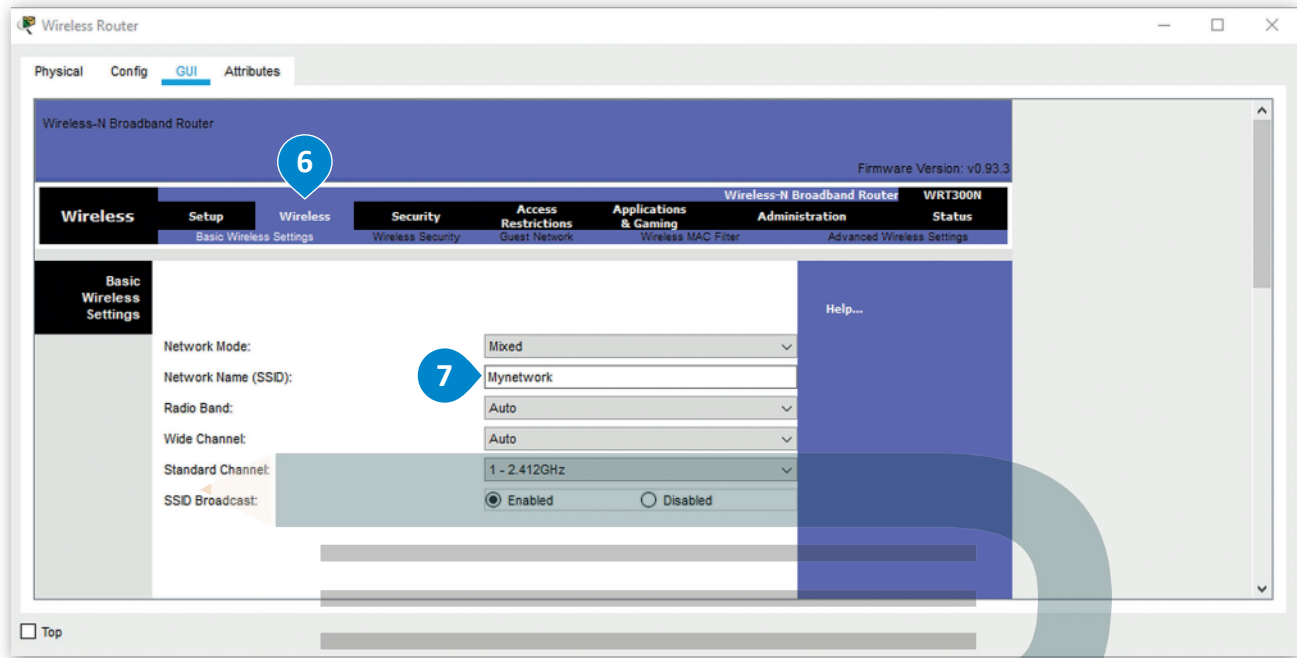 Wireless Router
Physical Config GUI Attributes
Wireless-N Broadband Router
6
Firmware Version: v0.93.3
Wireless-N Broadband Router WRT300N
Wireless Setup Wireless Security Access Restrictions Applications & Gaming Administration Status
Basic Wireless Settings Wireless Security Guest Network Wireless MAC Filter Advanced Wireless Settings
Basic
Wireless
Settings
Help...
Network Mode: Mixed
Network Name (SSID): 7 Mynetwork
Radio Band: Auto
Wide Channel: Auto
Standard Channel: 1 - 2.412GHz
SSID Broadcast: Enabled Disabled
Top